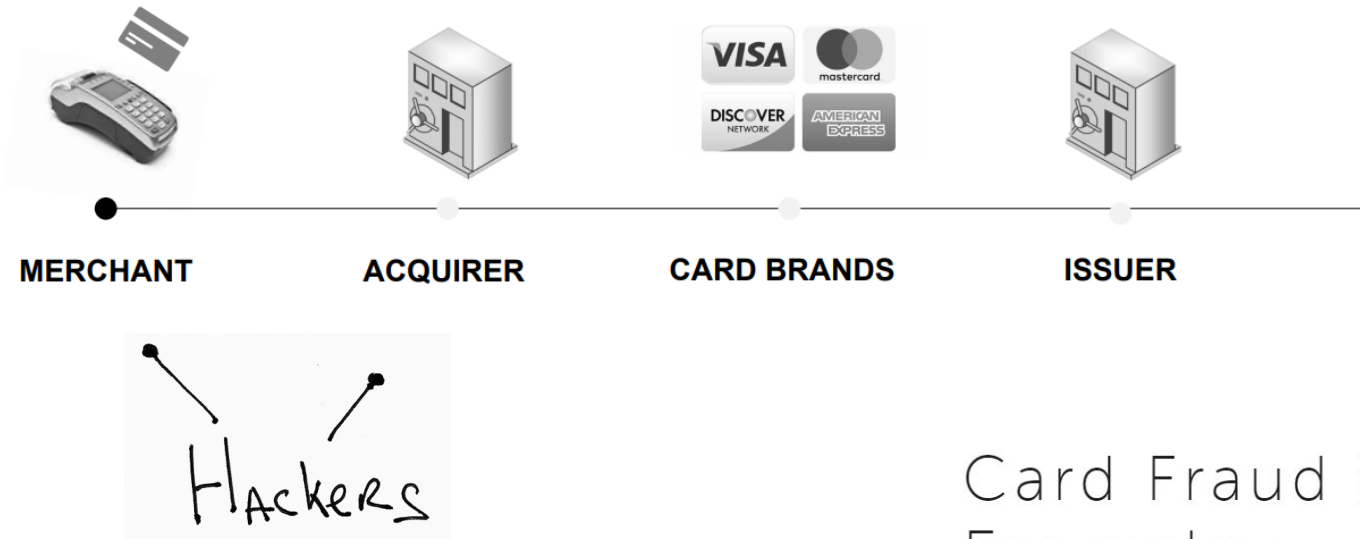 VISA
mastercard
DISCOVER
NETWORK
AMERICAN
EXPRESS
MERCHANT ACQUIRER CARD BRANDS ISSUER
HACkeRS
Card Fraud